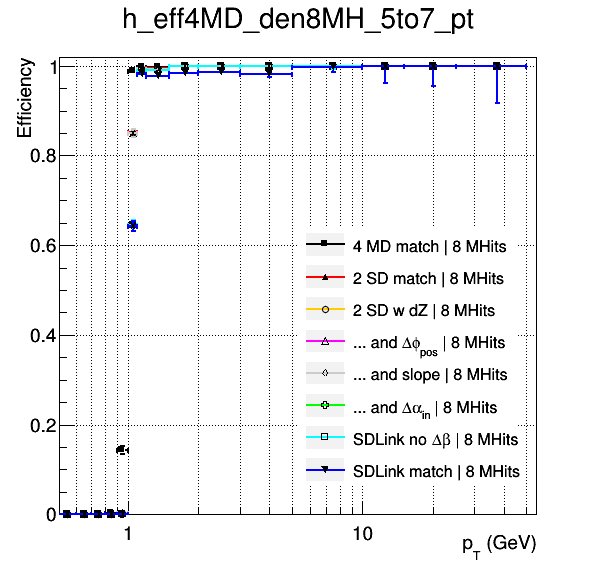 h_eff4MD_den8MH_5to7_pt
Efficiency
1
0.8
0.6
0.4
0.2
0
4 MD match | 8 MHits
2 SD match | 8 MHits
2 SD w dZ | 8 MHits
... and Δϕpos | 8 MHits
... and slope | 8 MHits
... and Δαin | 8 MHits
SDLink no Δβ | 8 MHits
SDLink match | 8 MHits
1
10
pT (GeV)